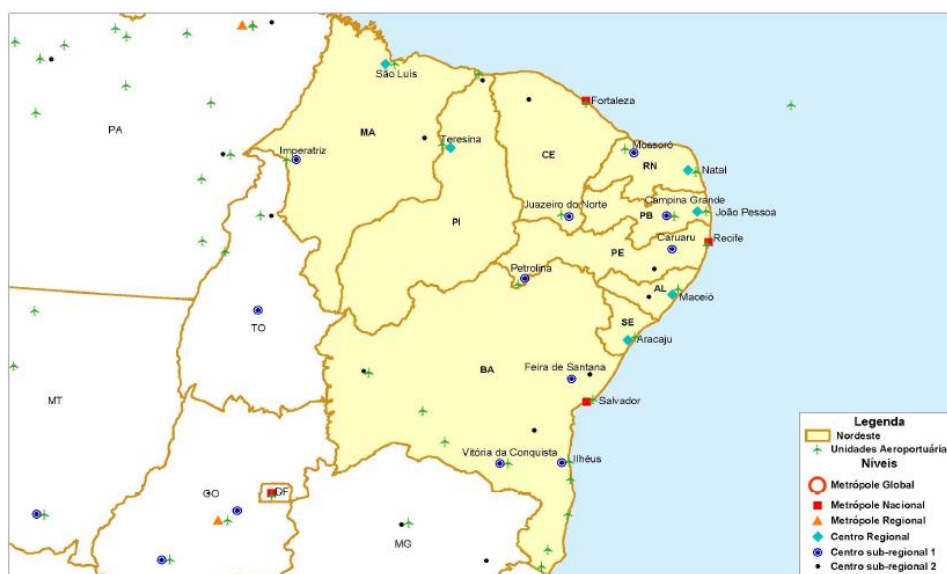 São Luís
Fortaleza
PA
MA
Teresina
Mossoró
Imperatriz
CE
RN
Natal
Juazeiro do Norte
Campina Grande
PB
João Pessoa
PI
Caruaru
Recife
PE
Petrolina
AL
Maceió
SE
TO
Aracaju
BA
Feira de Santana
MT
Salvador
Vitória da Conquista
Ilhéus
GO
DF
MG
Legenda
Nordeste
Unidades Aeroportuária
Níveis
Metrópole Global
Metrópole Nacional
Metrópole Regional
Centro Regional
Centro sub-regional 1
Centro sub-regional 2